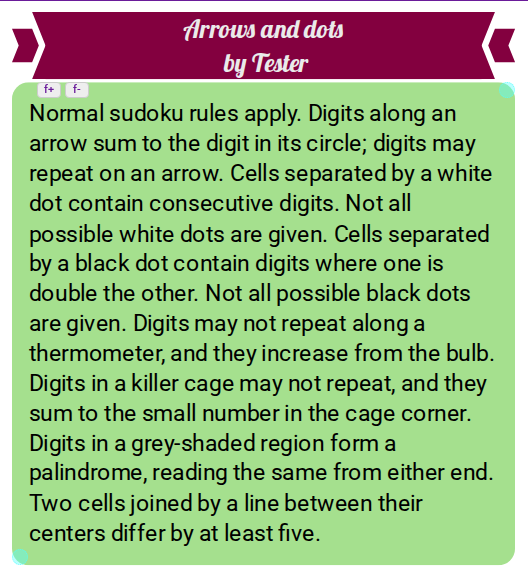 Arrows and dots
by Tester
f+ f-
Normal sudoku rules apply. Digits along an
arrow sum to the digit in its circle; digits may
repeat on an arrow. Cells separated by a white
dot contain consecutive digits. Not all
possible white dots are given. Cells separated
by a black dot contain digits where one is
double the other. Not all possible black dots
are given. Digits may not repeat along a
thermometer, and they increase from the bulb.
Digits in a killer cage may not repeat, and they
sum to the small number in the cage corner.
Digits in a grey-shaded region form a
palindrome, reading the same from either end.
Two cells joined by a line between their
centers differ by at least five.